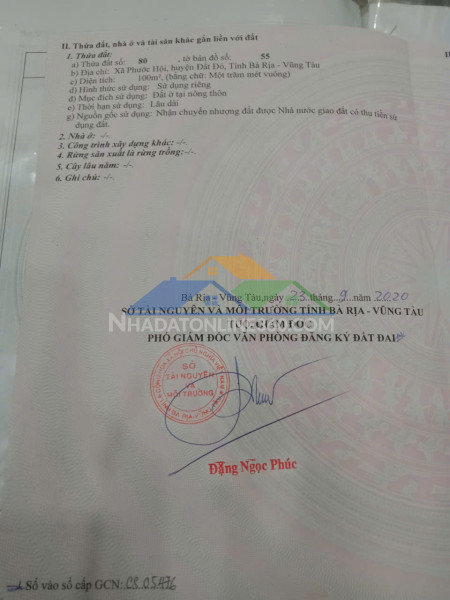 II. Thửa đất, nhà ở và tài sản khác gắn liền với đất
1. Thửa đất:
a) Thửa đất số: 80 , tờ bản đồ số: 55
b) Địa chỉ: Xã Phước Hội, huyện Đất Đỏ, Tỉnh Bà Rịa - Vũng Tàu
c) Diện tích: 100m², (bằng chữ: Một trăm mét vuông)
d) Hình thức sử dụng: Sử dụng riêng
đ) Mục đích sử dụng: Đất ở tại nông thôn
e) Thời hạn sử dụng: Lâu dài
g) Nguồn gốc sử dụng: Nhận chuyển nhượng đất được Nhà nước giao đất có thu tiền sử
dụng đất.
2. Nhà ở: -/-.
3. Công trình xây dựng khác: -/-.
4. Rừng sản xuất là rừng trồng: -/-.
5. Cây lâu năm: -/-.
6. Ghi chú: -/-.
Bà Rịa - Vũng Tàu, ngày 23 tháng 9 năm 2020
SỞ TÀI NGUYÊN VÀ MÔI TRƯỜNG TỈNH BÀ RỊA - VŨNG TÀU
TUQ. GIÁM ĐỐC
PHÓ GIÁM ĐỐC VĂN PHÒNG ĐĂNG KÝ ĐẤT ĐAI
SỞ
TÀI NGUYÊN
VÀ
MÔI TRƯỜNG
Đặng Ngọc Phúc
Số vào sổ cấp GCN: CS 05476